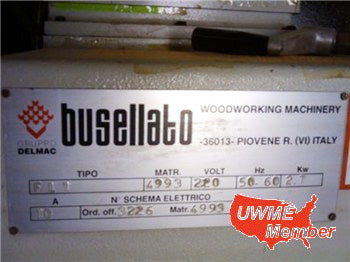 GRUPPO
DELMAC
busellato
WOODWORKING MACHINERY
-36013- PIOVENE R. (VI) ITALY
TIPO MATR. VOLT Hz Kw
4993 220 50-60 2.
A N° SCHEMA ELETTRICO
10 Ord. off. 3226 Matr. 4993
UWME
Member